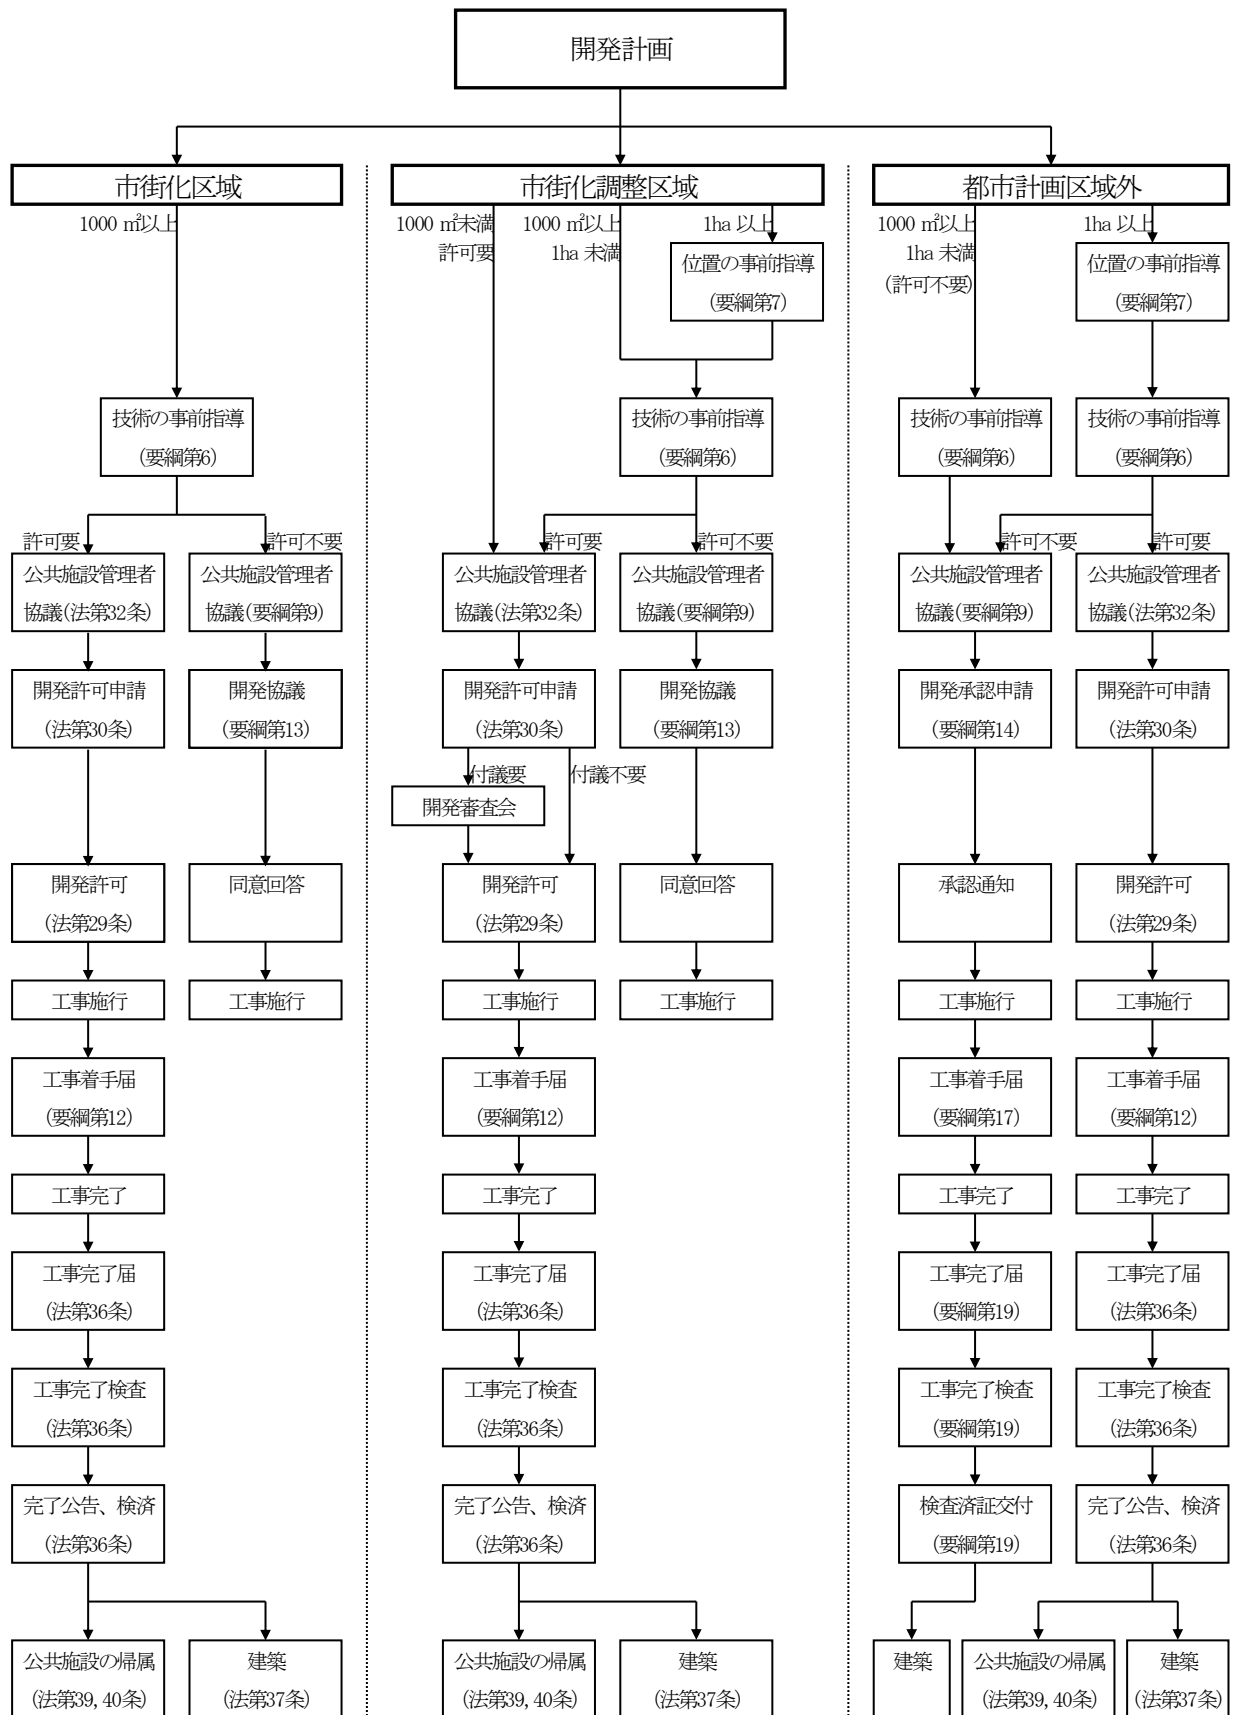 開発計画
市街化区域
市街化調整区域
都市計画区域外
1000 ㎡以上
1000 ㎡未満
許可要
1000 ㎡以上
1ha 未満
1ha 以上
1000 ㎡以上
1ha 未満
(許可不要)
1ha 以上
位置の事前指導
(要綱第7)
位置の事前指導
(要綱第7)
技術の事前指導
(要綱第6)
技術の事前指導
(要綱第6)
技術の事前指導
(要綱第6)
技術の事前指導
(要綱第6)
許可要
許可不要
許可要
許可不要
許可不要
許可要
公共施設管理者
協議(法第32条)
公共施設管理者
協議(要綱第9)
公共施設管理者
協議(法第32条)
公共施設管理者
協議(要綱第9)
公共施設管理者
協議(要綱第9)
公共施設管理者
協議(法第32条)
開発許可申請
(法第30条)
開発協議
(要綱第13)
開発許可申請
(法第30条)
開発協議
(要綱第13)
開発承認申請
(要綱第14)
開発許可申請
(法第30条)
付議要
付議不要
開発審査会
開発許可
(法第29条)
同意回答
開発許可
(法第29条)
同意回答
承認通知
開発許可
(法第29条)
工事施行
工事施行
工事施行
工事施行
工事施行
工事施行
工事着手届
(要綱第12)
工事着手届
(要綱第12)
工事着手届
(要綱第17)
工事着手届
(要綱第12)
工事完了
工事完了
工事完了
工事完了
工事完了届
(法第36条)
工事完了届
(法第36条)
工事完了届
(要綱第19)
工事完了届
(法第36条)
工事完了検査
(法第36条)
工事完了検査
(法第36条)
工事完了検査
(要綱第19)
工事完了検査
(法第36条)
完了公告、検済
(法第36条)
完了公告、検済
(法第36条)
検査済証交付
(要綱第19)
完了公告、検済
(法第36条)
公共施設の帰属
(法第39,40条)
建築
(法第37条)
公共施設の帰属
(法第39,40条)
建築
(法第37条)
建築
公共施設の帰属
(法第39,40条)
建築
(法第37条)